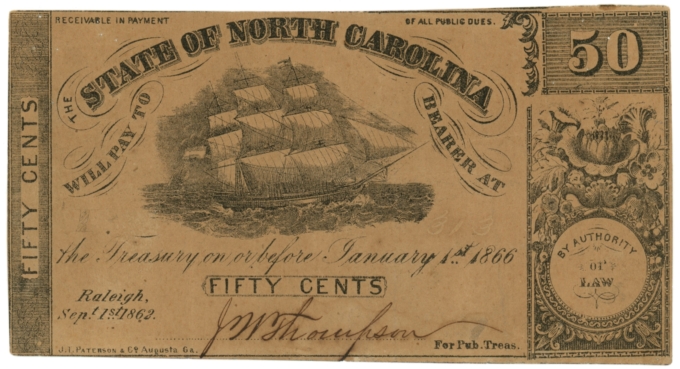 RECEIVABLE IN PAYMENT OF ALL PUBLIC DUES.
THE STATE OF NORTH CAROLINA
WILL PAY TO BEARER AT
the Treasury on or before January 1st 1866
FIFTY CENTS
Raleigh,
Sept. 1st 1862.
J W Thompson
For Pub. Treas.
J.T. PATERSON & Co Augusta, Ga.
FIFTY CENTS
50
BY AUTHORITY
OF
LAW